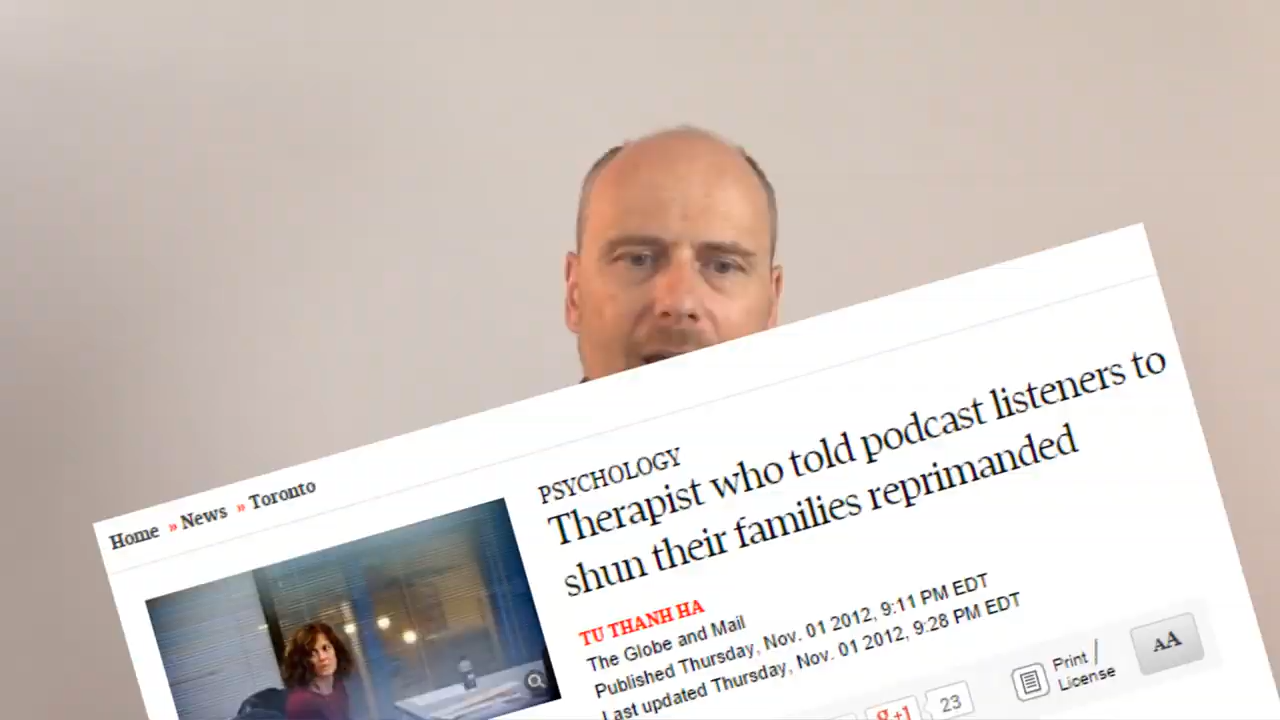 Home » News » Toronto
PSYCHOLOGY
Therapist who told podcast listeners to
shun their families reprimanded
TU THANH HA
The Globe and Mail
Published Thursday, Nov. 01 2012, 9:11 PM EDT
Last updated Thursday, Nov. 01 2012, 9:28 PM EDT
g+1 23
Print /
License
AA